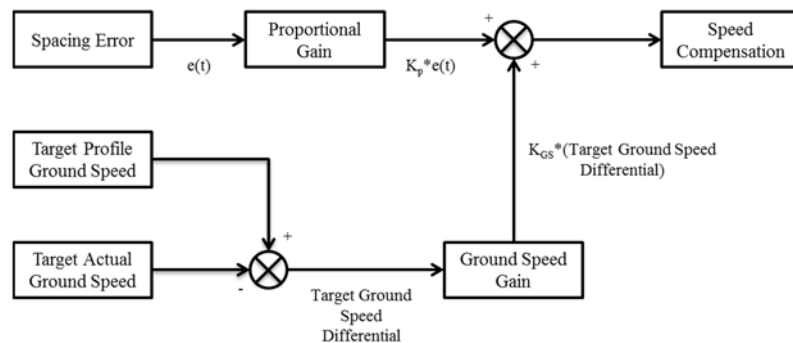 Spacing Error
e(t)
Proportional
Gain
Kp*e(t)
+
+
Speed
Compensation
Target Profile
Ground Speed
KGS*(Target Ground Speed
Differential)
Target Actual
Ground Speed
+
-
Target Ground
Speed
Differential
Ground Speed
Gain